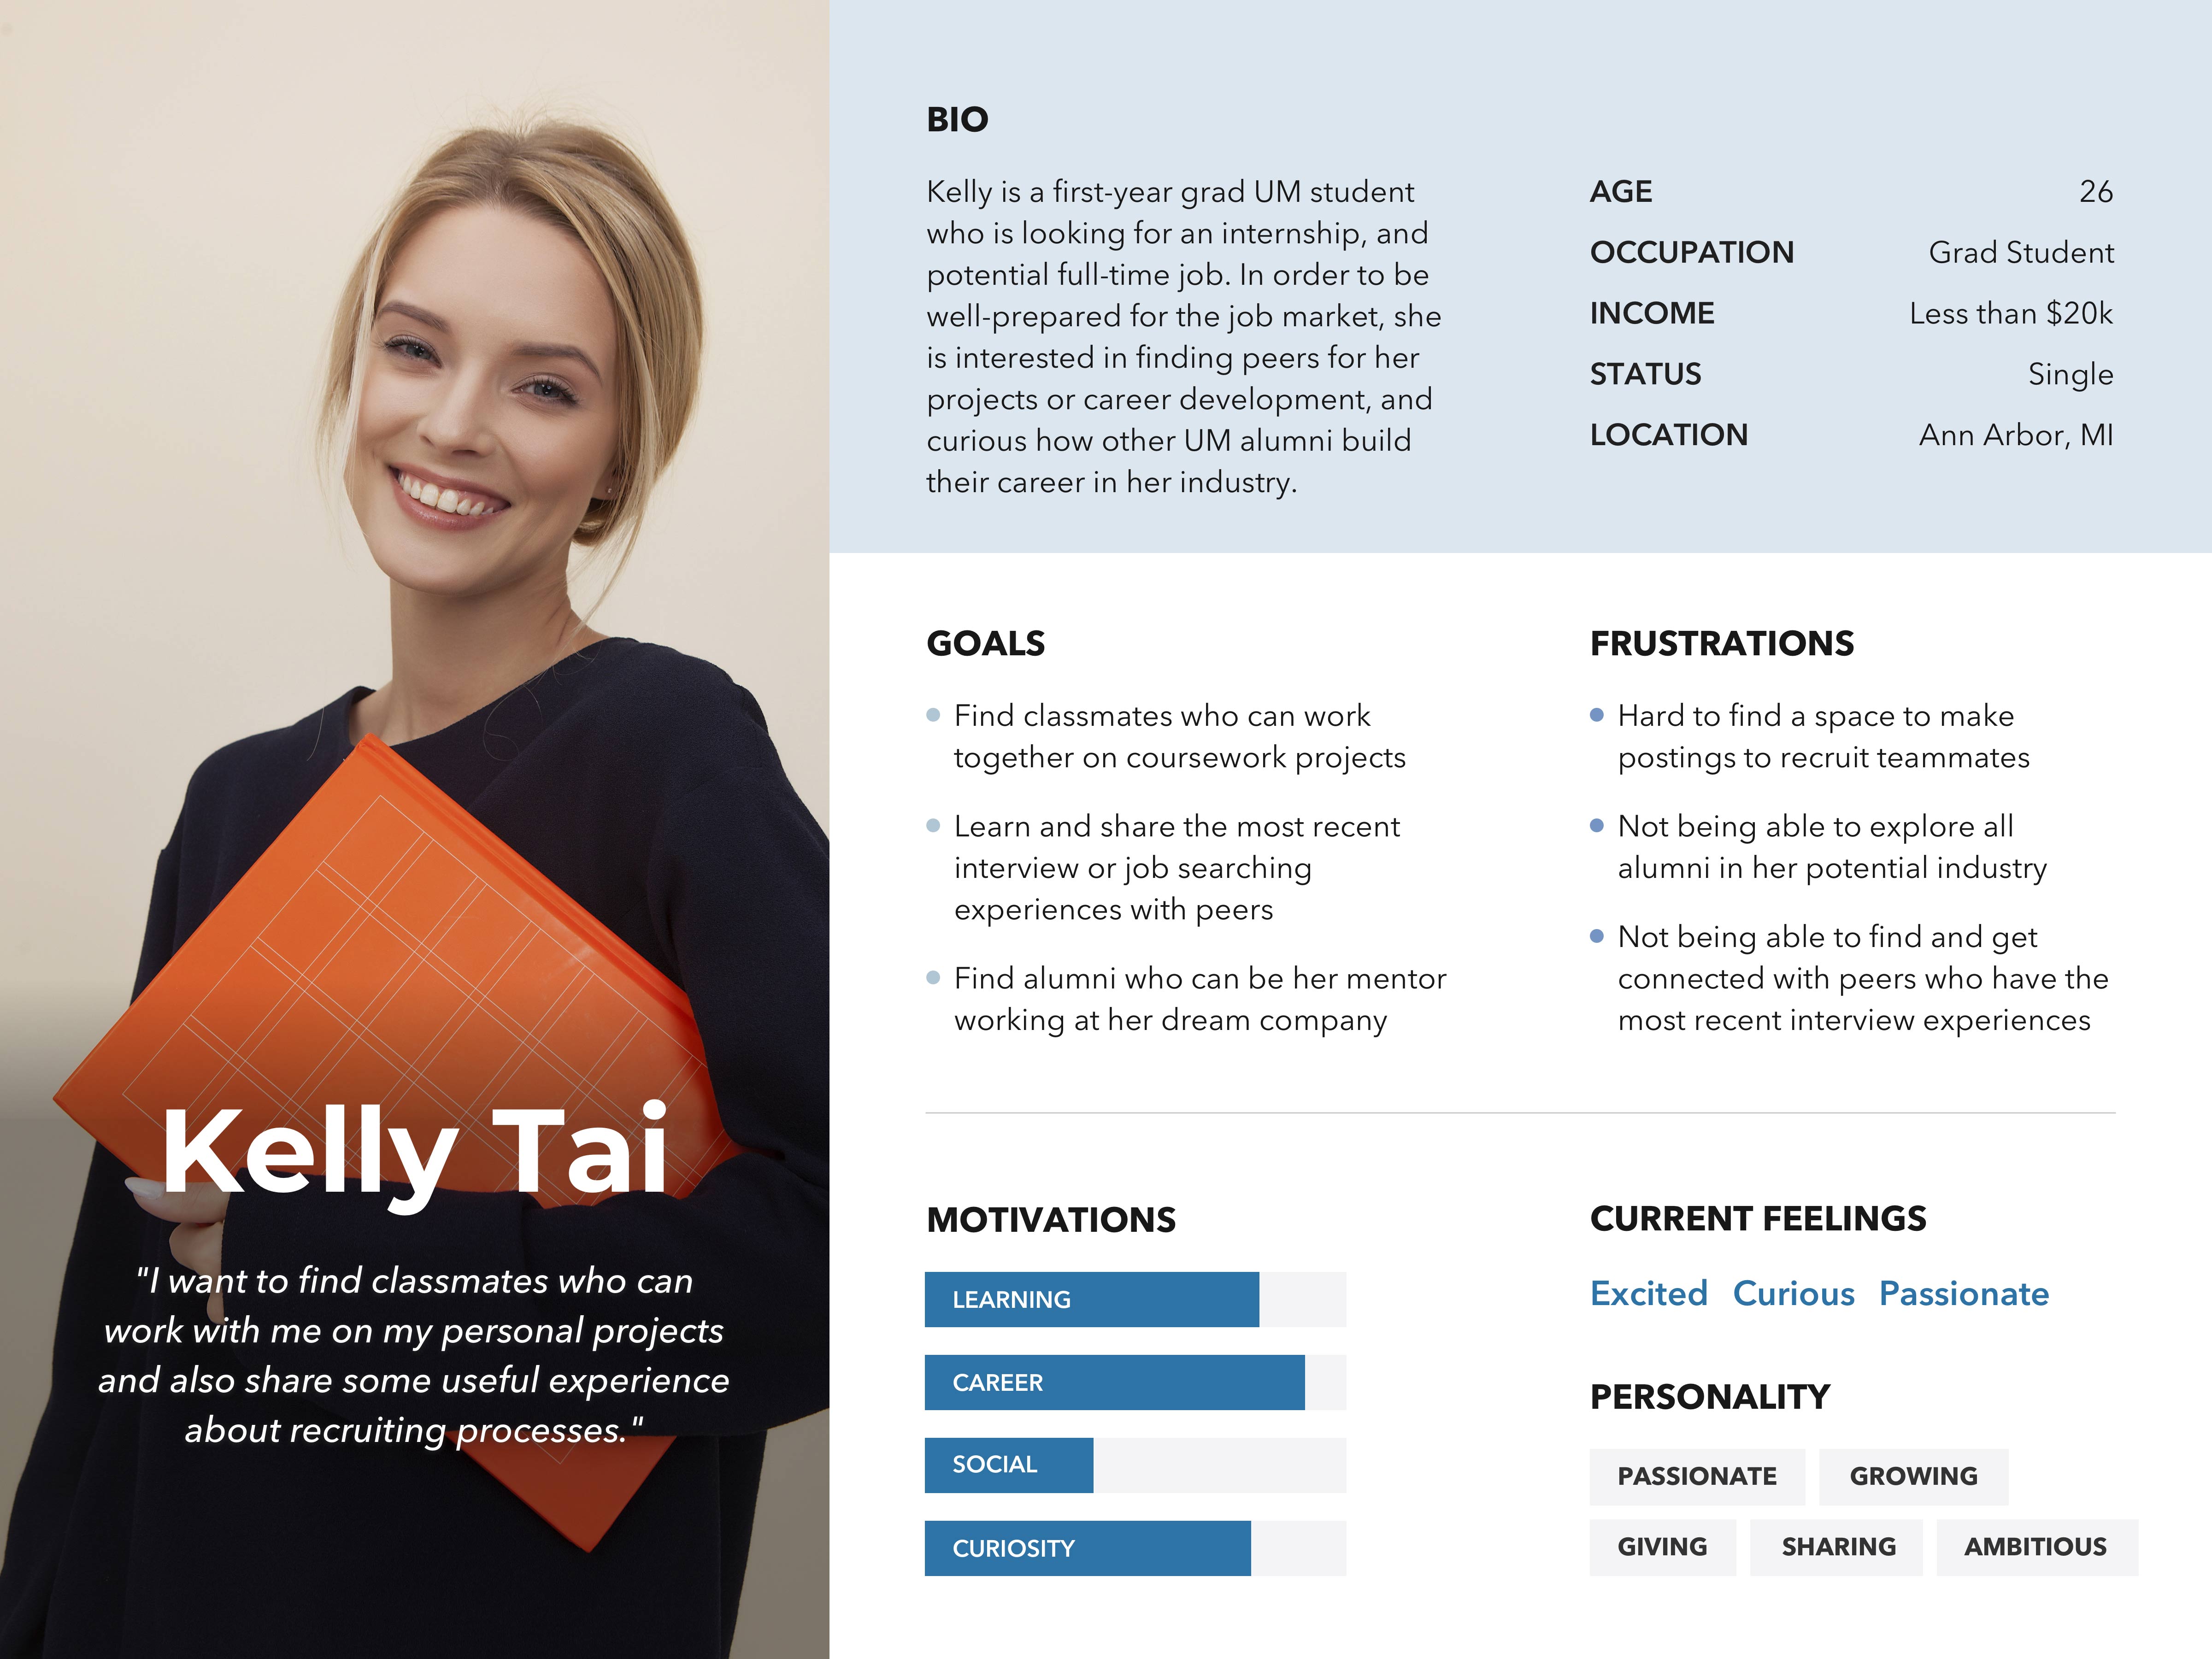 Kelly Tai
"I want to find classmates who can
work with me on my personal projects
and also share some useful experience
about recruiting processes."
BIO
Kelly is a first-year grad UM student
who is looking for an internship, and
potential full-time job. In order to be
well-prepared for the job market, she
is interested in finding peers for her
projects or career development, and
curious how other UM alumni build
their career in her industry.
AGE 26
OCCUPATION Grad Student
INCOME Less than $20k
STATUS Single
LOCATION Ann Arbor, MI
GOALS
Find classmates who can work
together on coursework projects
Learn and share the most recent
interview or job searching
experiences with peers
Find alumni who can be her mentor
working at her dream company
FRUSTRATIONS
Hard to find a space to make
postings to recruit teammates
Not being able to explore all
alumni in her potential industry
Not being able to find and get
connected with peers who have the
most recent interview experiences
MOTIVATIONS
LEARNING
CAREER
SOCIAL
CURIOSITY
CURRENT FEELINGS
Excited Curious Passionate
PERSONALITY
PASSIONATE GROWING
GIVING SHARING AMBITIOUS